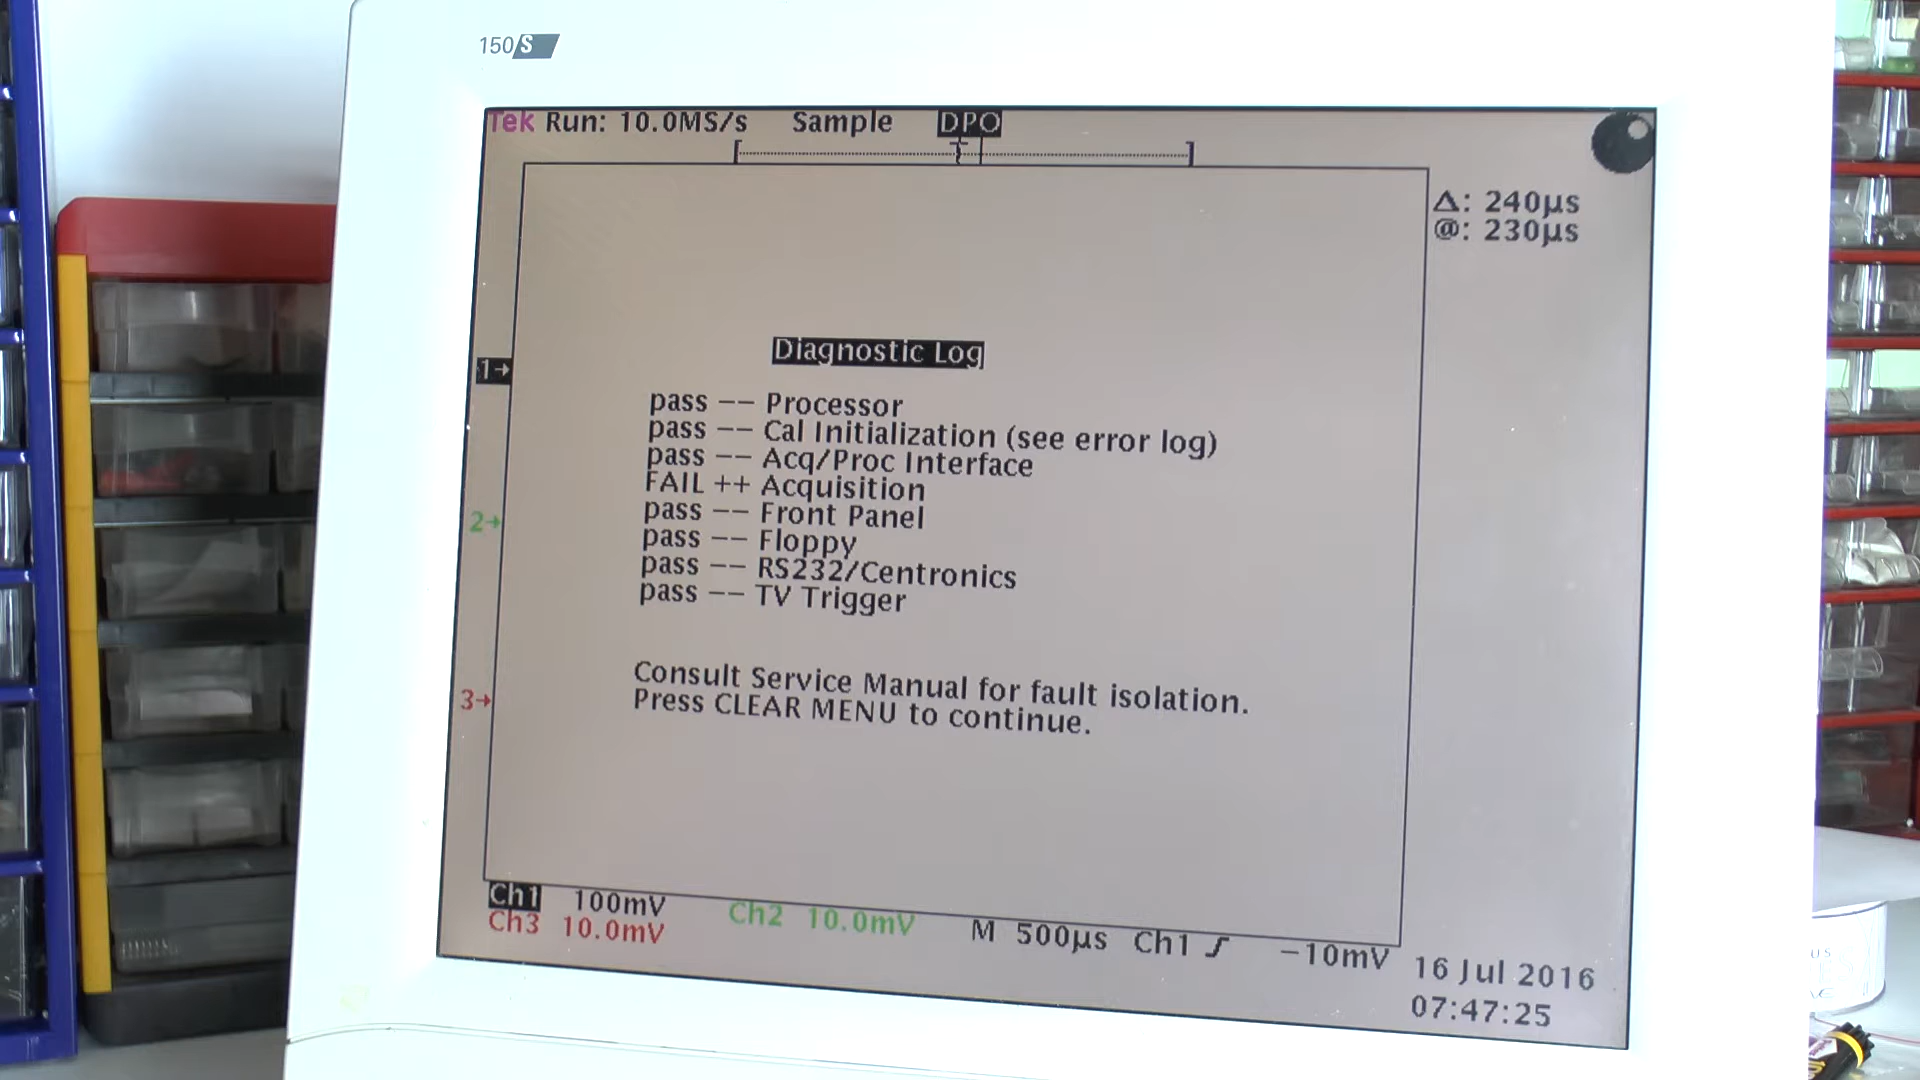 150S
Tek Run: 10.0MS/s Sample DPO
Δ: 240µs
@: 230µs
Diagnostic Log
1→
pass -- Processor
pass -- Cal Initialization (see error log)
pass -- Acq/Proc Interface
FAIL ++ Acquisition
pass -- Front Panel
2→
pass -- Floppy
pass -- RS232/Centronics
pass -- TV Trigger
Consult Service Manual for fault isolation.
3→
Press CLEAR MENU to continue.
Ch1 100mV Ch2 10.0mV M 500µs Ch1 -10mV
Ch3 10.0mV
16 Jul 2016
07:47:25